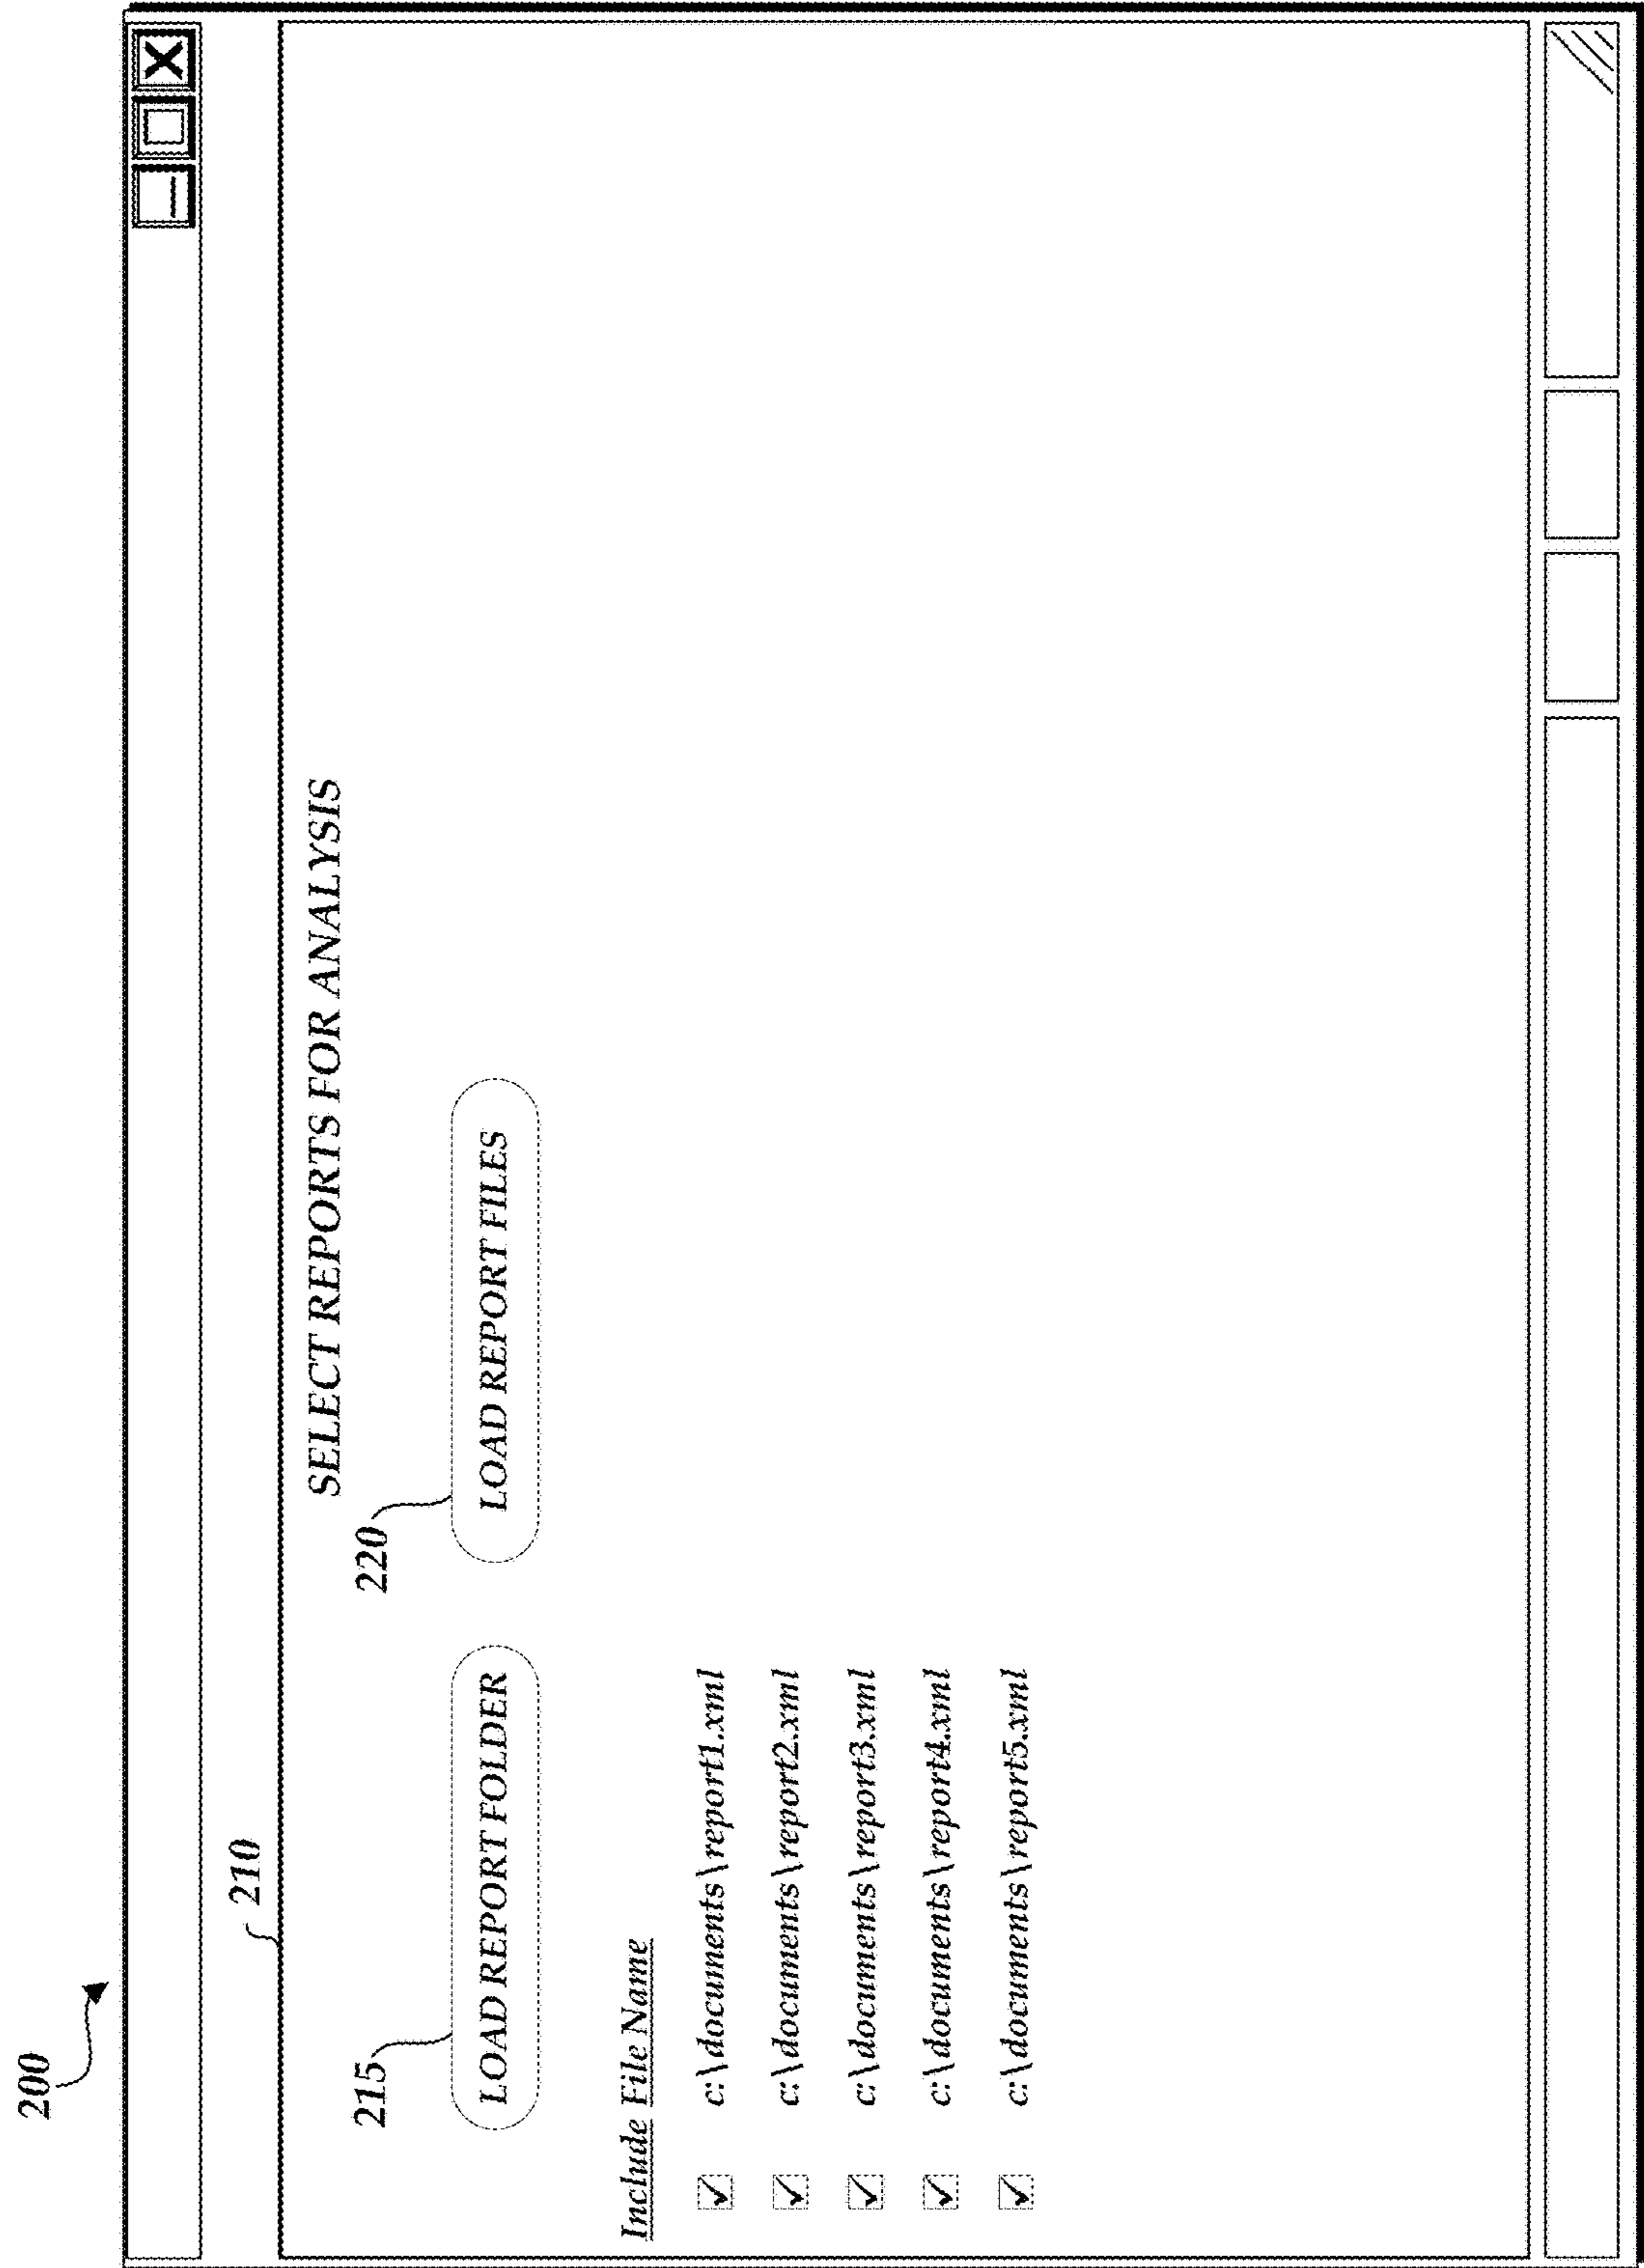 200
210
SELECT REPORTS FOR ANALYSIS
215
220
LOAD REPORT FOLDER
LOAD REPORT FILES
Include File Name
c:\documents\report1.xml
c:\documents\report2.xml
c:\documents\report3.xml
c:\documents\report4.xml
c:\documents\report5.xml